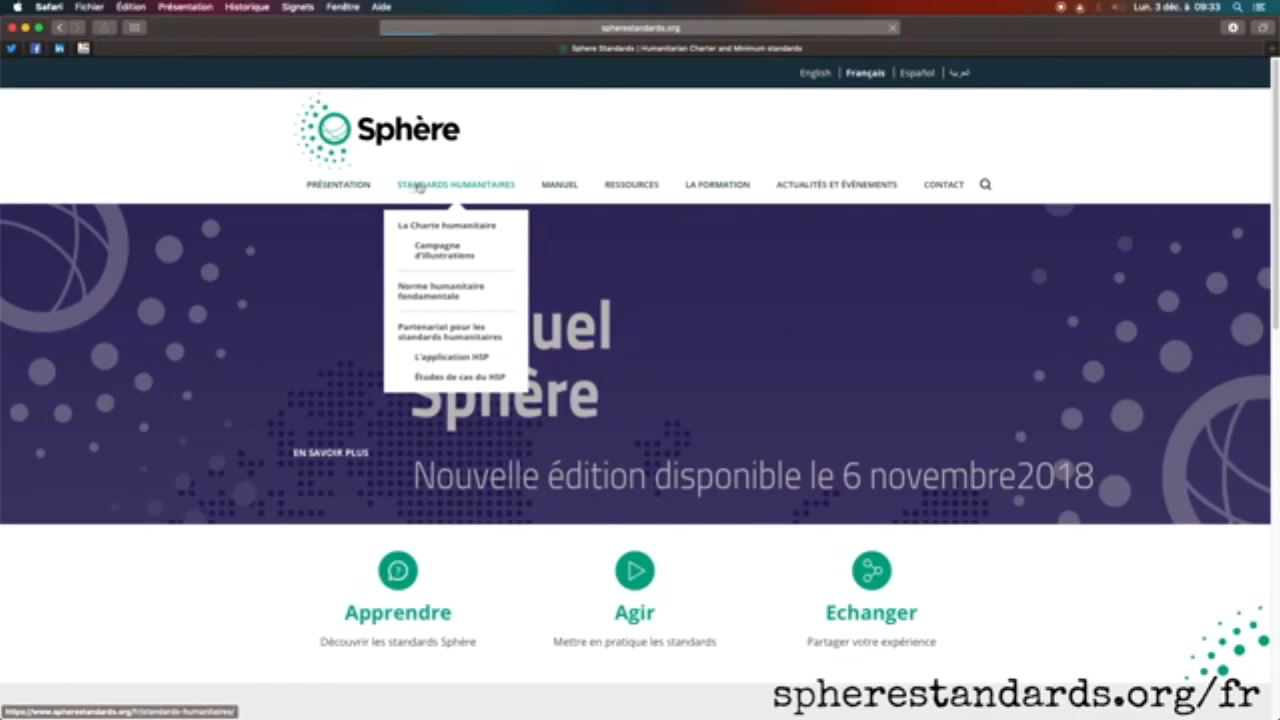 Safari Fichier Édition Présentation Historique Signets Fenêtre Aide Lun. 3 déc. à 09:33
spherestandards.org
Sphere Standards | Humanitarian Charter and Minimum standards
English | Français | Español | العربية
Sphère
PRÉSENTATION STANDARDS HUMANITAIRES MANUEL RESSOURCES LA FORMATION ACTUALITÉS ET ÉVÈNEMENTS CONTACT
La Charte humanitaire
Campagne
d'illustrations
Norme humanitaire
fondamentale
Partenariat pour les
standards humanitaires
L'application HSP
Études de cas du HSP
uel
Sphère
EN SAVOIR PLUS
Nouvelle édition disponible le 6 novembre2018
Apprendre Agir Echanger
Découvrir les standards Sphère Mettre en pratique les standards Partager votre expérience
spherestandards.org/fr
https://www.spherestandards.org/fr/standards-humanitaires/